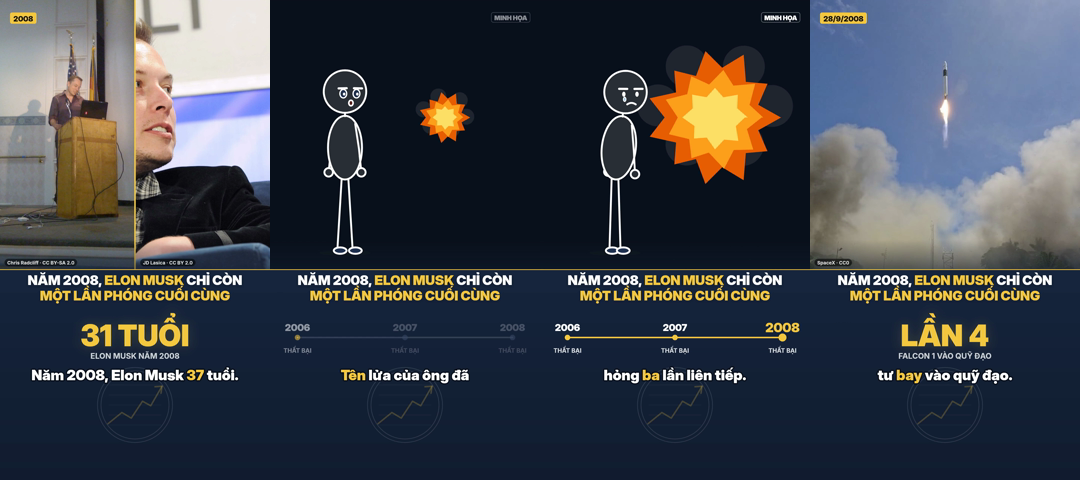 2008
Chris Radcliff · CC BY-SA 2.0
JD Lasica · CC BY 2.0
NĂM 2008, ELON MUSK CHỈ CÒN
MỘT LẦN PHÓNG CUỐI CÙNG
31 TUỔI
ELON MUSK NĂM 2008
Năm 2008, Elon Musk 37 tuổi.
MINH HỌA
NĂM 2008, ELON MUSK CHỈ CÒN
MỘT LẦN PHÓNG CUỐI CÙNG
2006
2007
2008
THẤT BẠI
THẤT BẠI
THẤT BẠI
Tên lửa của ông đã
MINH HỌA
NĂM 2008, ELON MUSK CHỈ CÒN
MỘT LẦN PHÓNG CUỐI CÙNG
2006
2007
2008
THẤT BẠI
THẤT BẠI
THẤT BẠI
hỏng ba lần liên tiếp.
28/9/2008
SpaceX · CC0
NĂM 2008, ELON MUSK CHỈ CÒN
MỘT LẦN PHÓNG CUỐI CÙNG
LẦN 4
FALCON 1 VÀO QUỸ ĐẠO
tư bay vào quỹ đạo.